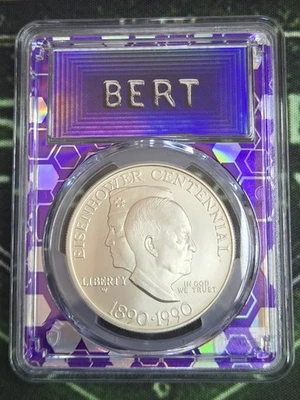 BERT
EISENHOWER CENTENNIAL
LIBERTY
IN GOD
WE TRUST
1890·1990